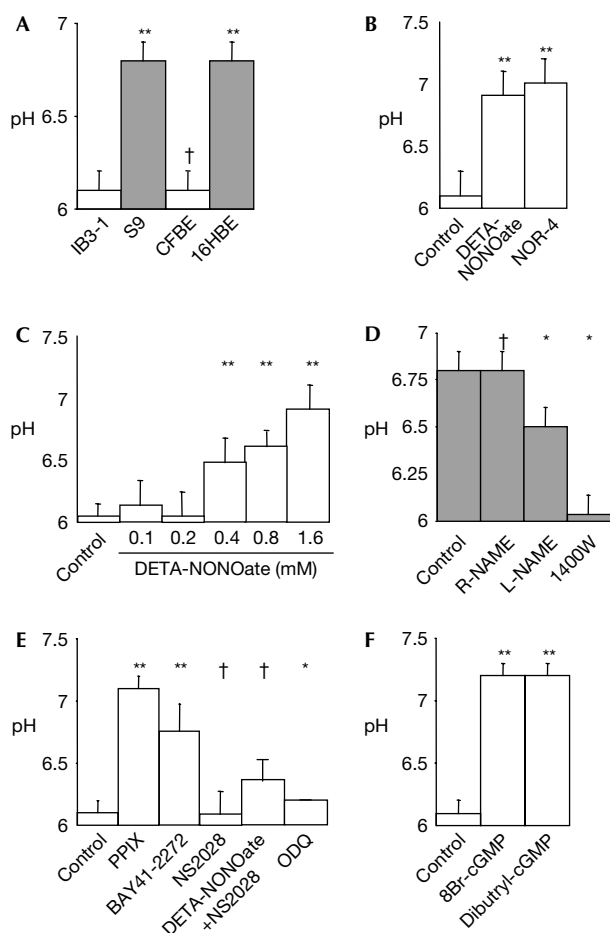 A
7
**
**
6.5
pH
†
6
IB3-1
S9
CFBE
16HBE
B
7.5
**
**
7
pH
6.5
6
Control
DETA-
NONOate
NOR-4
C
7.5
**
**
**
7
pH
6.5
6
Control
0.1
0.2
0.4
0.8
1.6
DETA-NONOate (mM)
D
7
†
*
*
6.75
pH
6.5
6.25
6
Control
R-NAME
L-NAME
1400W
E
7.5
**
**
†
†
*
7
pH
6.5
6
Control
PPIX
BAY41-2272
NS2028
DETA-NONOate
+NS2028
ODQ
F
7.5
**
**
7
pH
6.5
6
Control
8Br-cGMP
Dibutryl-cGMP